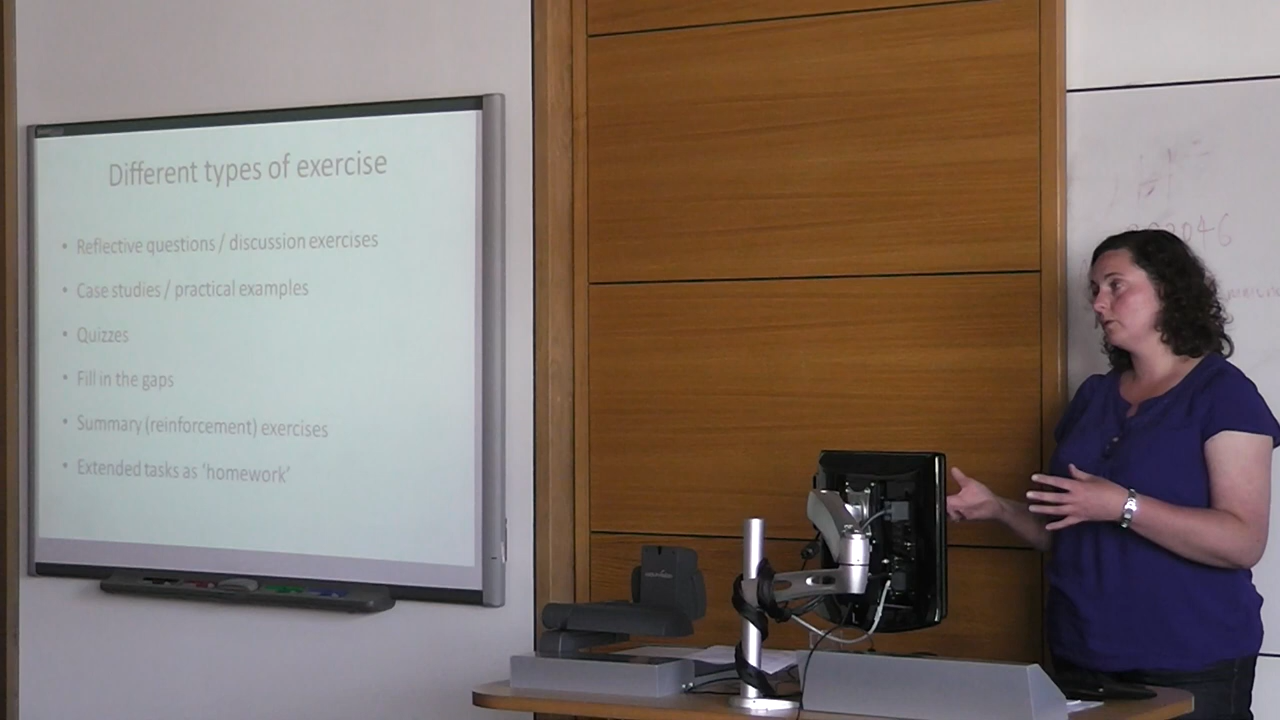 Different types of exercise
• Reflective questions / discussion exercises
• Case studies / practical examples
• Quizzes
• Fill in the gaps
• Summary (reinforcement) exercises
• Extended tasks as ‘homework’